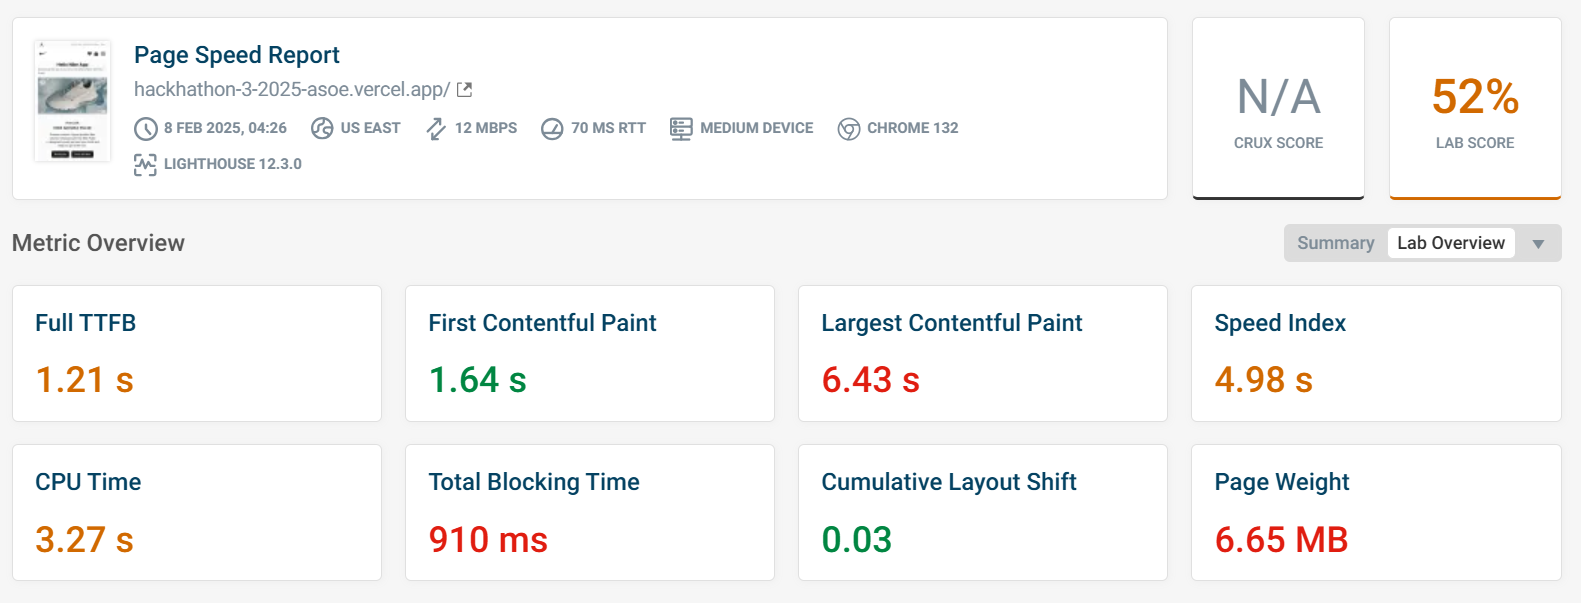 Page Speed Report
hackhathon-3-2025-asoe.vercel.app/
8 FEB 2025, 04:26 US EAST 12 MBPS 70 MS RTT MEDIUM DEVICE CHROME 132
LIGHTHOUSE 12.3.0
N/A
CRUX SCORE
52%
LAB SCORE
Metric Overview
Summary Lab Overview
Full TTFB
1.21 s
First Contentful Paint
1.64 s
Largest Contentful Paint
6.43 s
Speed Index
4.98 s
CPU Time
3.27 s
Total Blocking Time
910 ms
Cumulative Layout Shift
0.03
Page Weight
6.65 MB